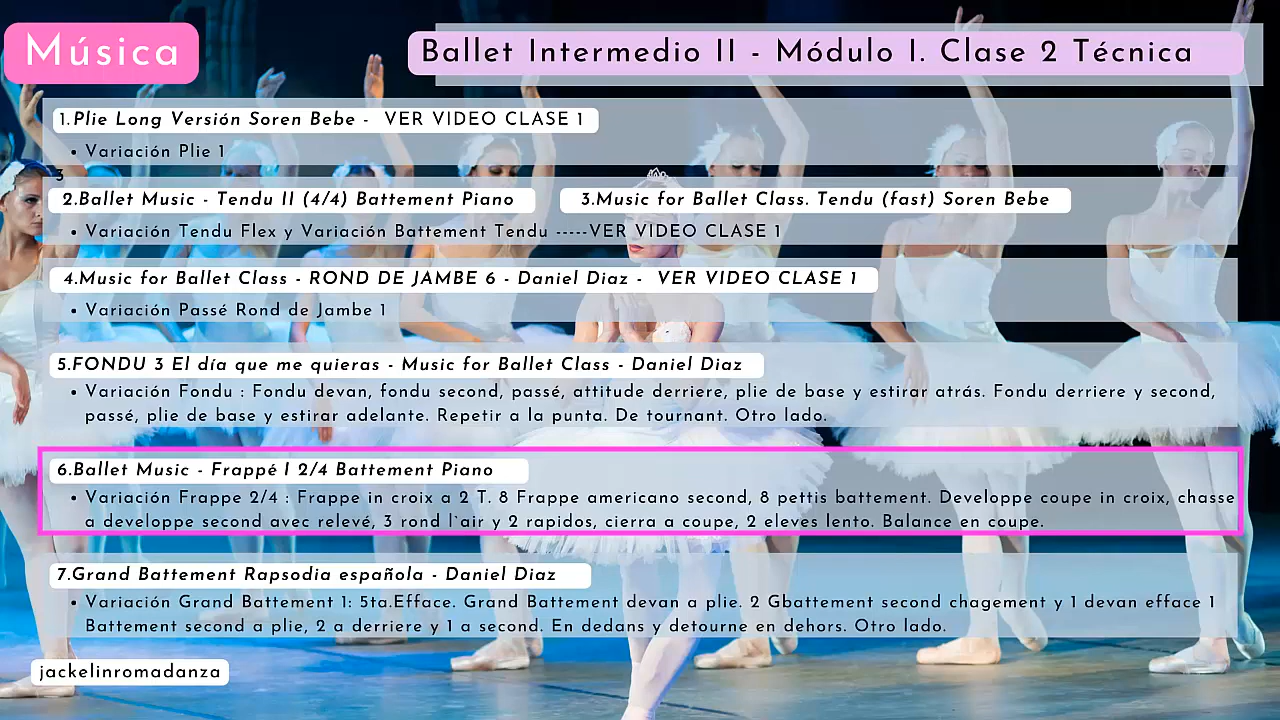 Música
Ballet Intermedio II - Módulo I. Clase 2 Técnica
1.Plie Long Versión Soren Bebe -  VER VIDEO CLASE 1
• Variación Plie 1
3
2.Ballet Music - Tendu II (4/4) Battement Piano
3.Music for Ballet Class. Tendu (fast) Soren Bebe
• Variación Tendu Flex y Variación Battement Tendu -----VER VIDEO CLASE 1
4.Music for Ballet Class - ROND DE JAMBE 6 - Daniel Diaz -  VER VIDEO CLASE 1
• Variación Passé Rond de Jambe 1
5.FONDU 3 El día que me quieras - Music for Ballet Class - Daniel Diaz
• Variación Fondu : Fondu devan, fondu second, passé, attitude derriere, plie de base y estirar atrás. Fondu derriere y second,
passé, plie de base y estirar adelante. Repetir a la punta. De tournant. Otro lado.
6.Ballet Music - Frappé I 2/4 Battement Piano
• Variación Frappe 2/4 : Frappe in croix a 2 T. 8 Frappe americano second, 8 pettis battement. Developpe coupe in croix, chasse
a developpe second avec relevé, 3 rond l`air y 2 rapidos, cierra a coupe, 2 eleves lento. Balance en coupe.
7.Grand Battement Rapsodia española - Daniel Diaz
• Variación Grand Battement 1: 5ta.Efface. Grand Battement devan a plie. 2 Gbattement second chagement y 1 devan efface 1
Battement second a plie, 2 a derriere y 1 a second. En dedans y detourne en dehors. Otro lado.
jackelinromadanza